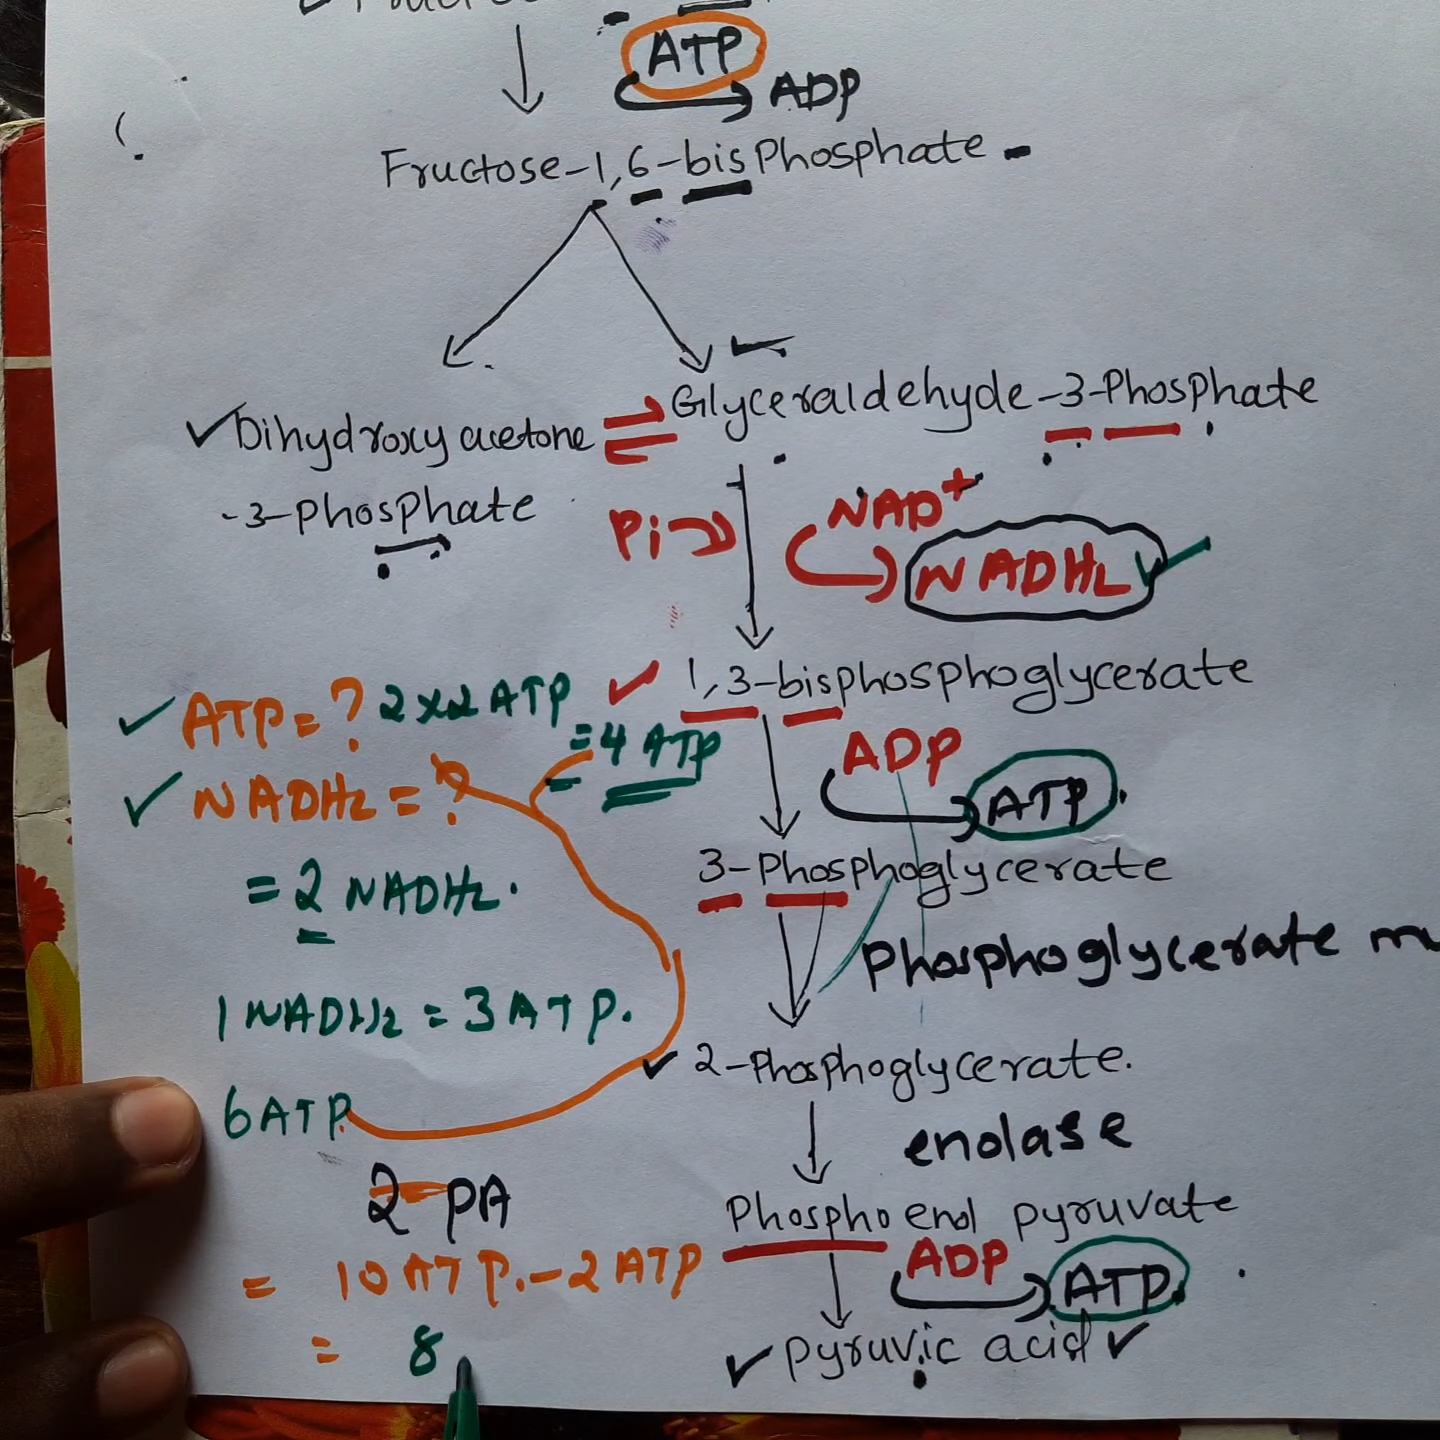 ATP
ADP
Fructose-1,6-bisphosphate
Glyceraldehyde-3-Phosphate
Dihydroxy acetone
-3-phosphate
Pi
NAD+
NADH2
1,3-bisphosphoglycerate
ATP = ? 2x2 ATP
= 4 ATP
ADP
ATP.
NADH2 = ?
= 2 NADH2.
3-Phosphoglycerate
Phosphoglycerate
1 NADH2 = 3 ATP.
2-Phosphoglycerate.
6 ATP.
enolase
2 PA
Phospho enol pyruvate
= 10 ATP. - 2 ATP
ADP
ATP
= 8
Pyruvic acid